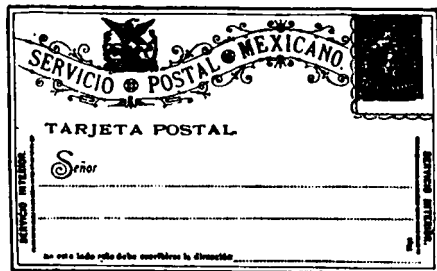 SERVICIO POSTAL MEXICANO.
TARJETA POSTAL.
Señor
SERVICIO INTERIOR.
SERVICIO INTERIOR.
en este lado sólo debe escribirse la dirección